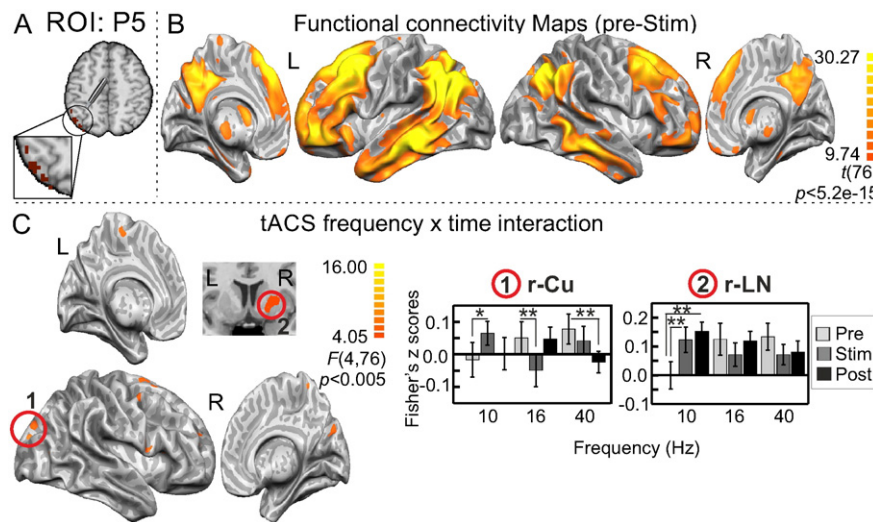 A ROI: P5
B Functional connectivity Maps (pre-Stim)
L
R
30.27
9.74
t(76
p<5.2e-15
C tACS frequency x time interaction
L
L R
2
16.00
4.05
F(4,76)
p<0.005
1
R
1 r-Cu
Fisher's z scores
0.1
0.0
-0.1
* ** **
10 16 40
2 r-LN
0.2
0.1
0.0
-0.1
**
**
10 16 40
Frequency (Hz)
Pre
Stim
Post